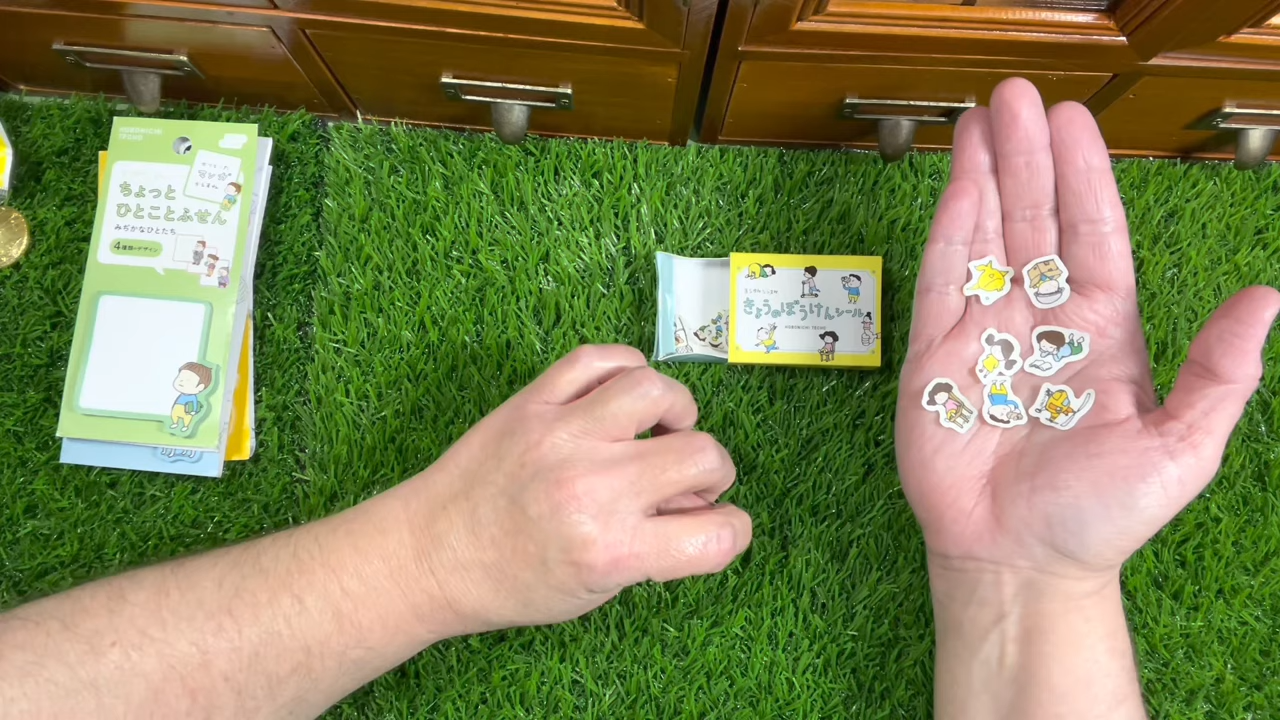 HOBONICHI
TECHO
ちょっと
ひとことふせん
みぢかなひとたち
4種類のデザイン
きょうのぼうけんシール
HOBONICHI TECHO